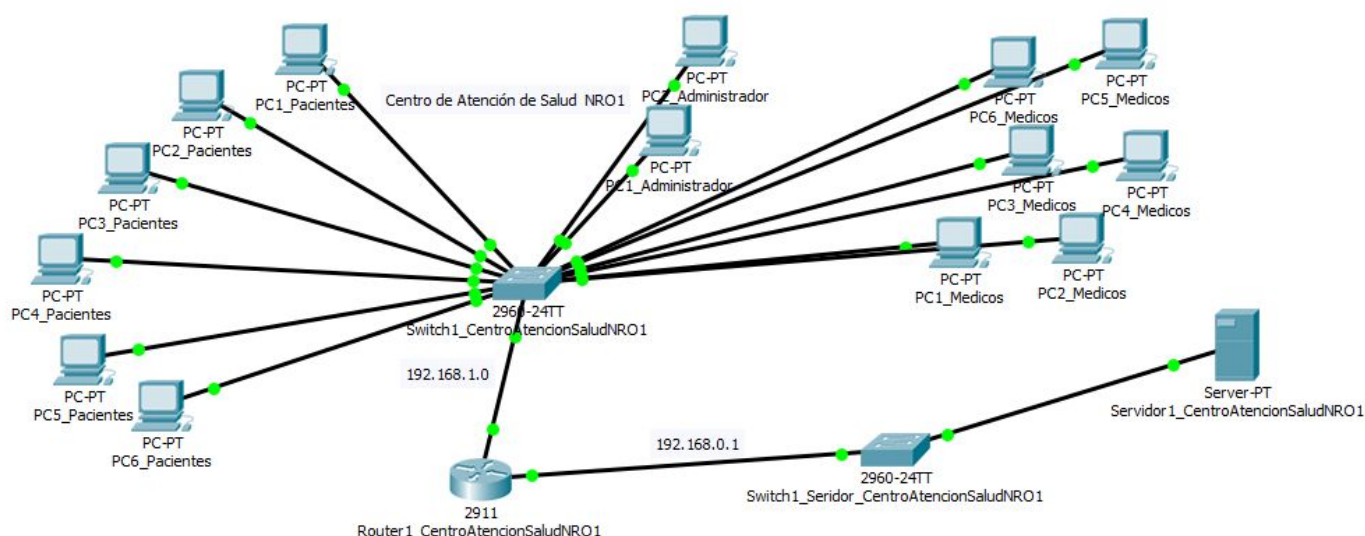 PC-PT
PC1_Pacientes
PC-PT
PC2_Pacientes
PC-PT
PC3_Pacientes
PC-PT
PC4_Pacientes
PC-PT
PC5_Pacientes
PC-PT
PC6_Pacientes
Centro de Atención de Salud NRO1
PC-PT
PC2_Administrador
PC-PT
PC1_Administrador
PC-PT
PC6_Medicos
PC-PT
PC5_Medicos
PC-PT
PC3_Medicos
PC-PT
PC4_Medicos
PC-PT
PC1_Medicos
PC-PT
PC2_Medicos
2960-24TT
Switch1_CentroAtencionSaludNRO1
192.168.1.0
Server-PT
Servidor1_CentroAtencionSaludNRO1
192.168.0.1
2960-24TT
Switch1_Seridor_CentroAtencionSaludNRO1
2911
Router1_CentroAtencionSaludNRO1